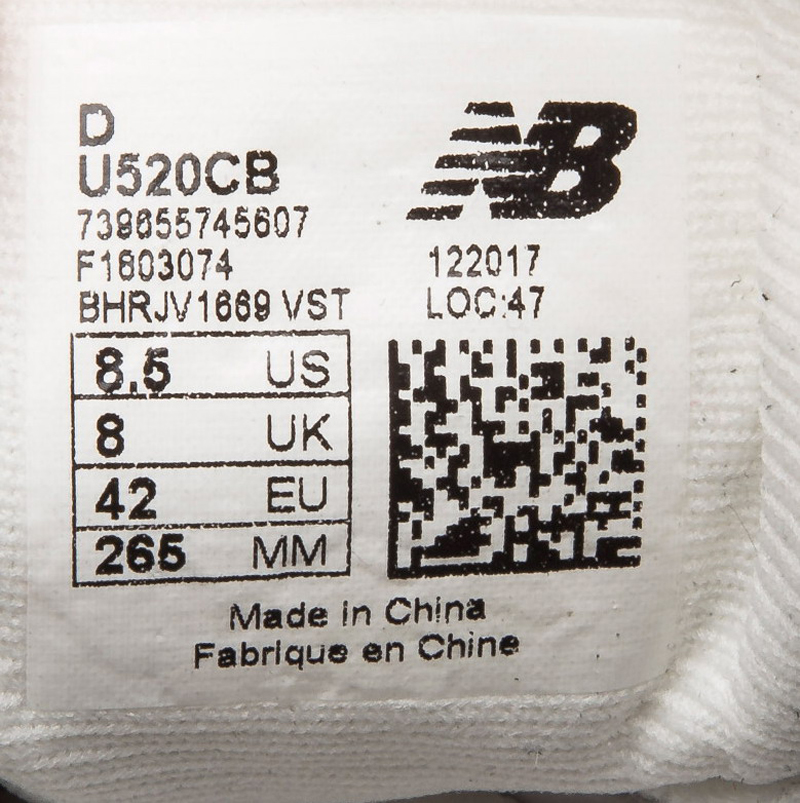 D
U520CB
739655745607
F1603074
BHRJV1669 VST
NB
122017
LOC:47
8.5 US
8 UK
42 EU
265 MM
Made in China
Fabrique en Chine